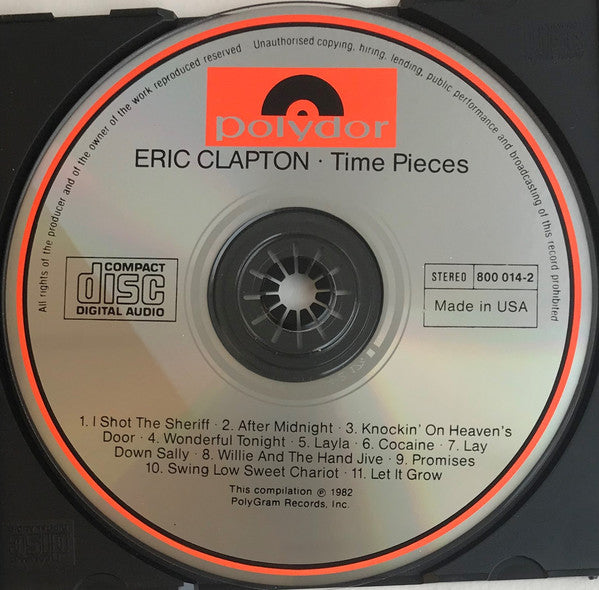 All rights of the producer and of the owner of the work reproduced reserved Unauthorised copying, hiring, lending, public performance and broadcasting of this record prohibited
polydor
ERIC CLAPTON · Time Pieces
COMPACT
disc
DIGITAL AUDIO
STEREO 800 014-2
Made in USA
1. I Shot The Sheriff · 2. After Midnight · 3. Knockin' On Heaven's
Door · 4. Wonderful Tonight · 5. Layla · 6. Cocaine · 7. Lay
Down Sally · 8. Willie And The Hand Jive · 9. Promises
10. Swing Low Sweet Chariot · 11. Let It Grow
This compilation ℗ 1982
PolyGram Records, Inc.